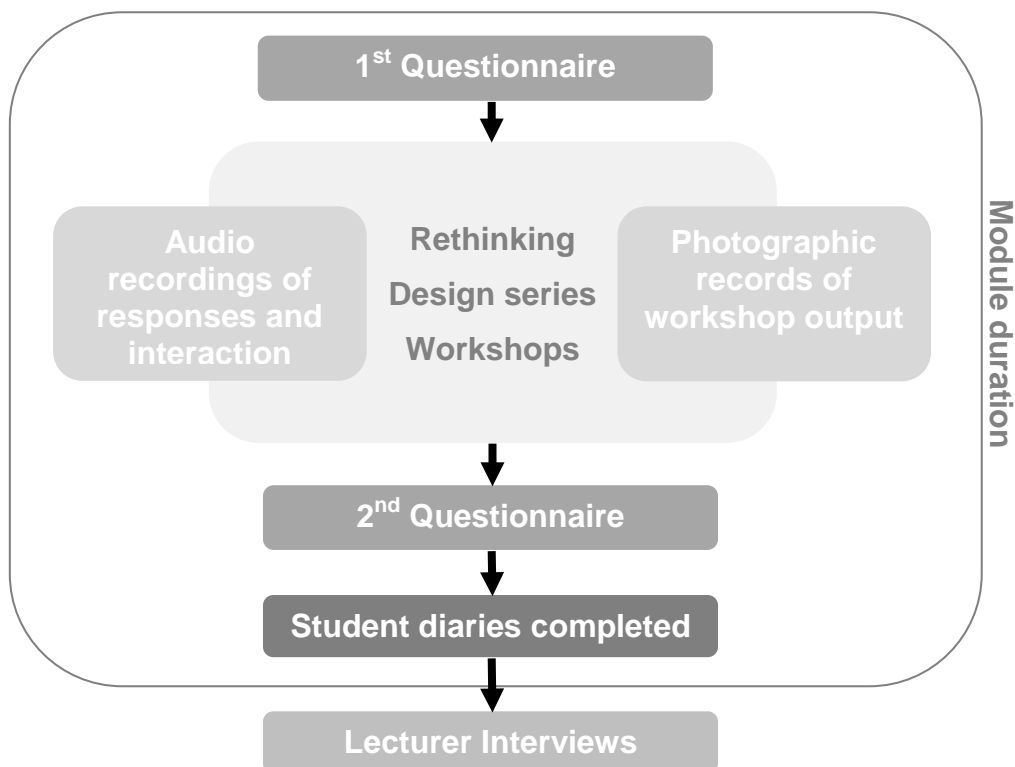 1st Questionnaire
Audio
recordings of
responses and
interaction
Rethinking
Design series
Workshops
Photographic
records of
workshop output
Module duration
2nd Questionnaire
Student diaries completed
Lecturer Interviews